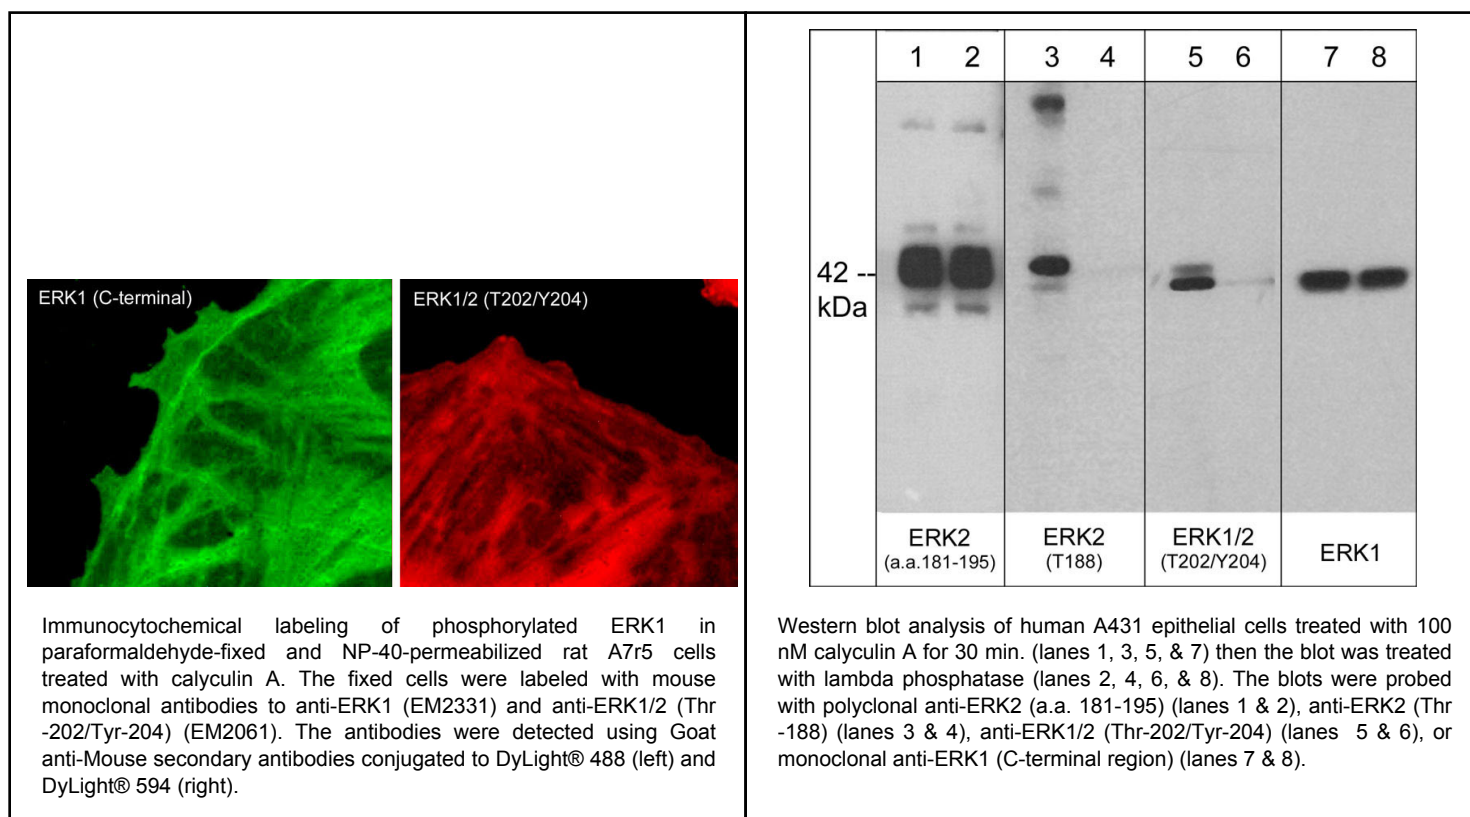 ERK1 (C-terminal)
ERK1/2 (T202/Y204)
Immunocytochemical labeling of phosphorylated ERK1 in
paraformaldehyde-fixed and NP-40-permeabilized rat A7r5 cells
treated with calyculin A. The fixed cells were labeled with mouse
monoclonal antibodies to anti-ERK1 (EM2331) and anti-ERK1/2 (Thr
-202/Tyr-204) (EM2061). The antibodies were detected using Goat
anti-Mouse secondary antibodies conjugated to DyLight® 488 (left) and
DyLight® 594 (right).
1 2 3 4 5 6 7 8
42 --
kDa
ERK2
(a.a.181-195)
ERK2
(T188)
ERK1/2
(T202/Y204)
ERK1
Western blot analysis of human A431 epithelial cells treated with 100
nM calyculin A for 30 min. (lanes 1, 3, 5, & 7) then the blot was treated
with lambda phosphatase (lanes 2, 4, 6, & 8). The blots were probed
with polyclonal anti-ERK2 (a.a. 181-195) (lanes 1 & 2), anti-ERK2 (Thr
-188) (lanes 3 & 4), anti-ERK1/2 (Thr-202/Tyr-204) (lanes 5 & 6), or
monoclonal anti-ERK1 (C-terminal region) (lanes 7 & 8).